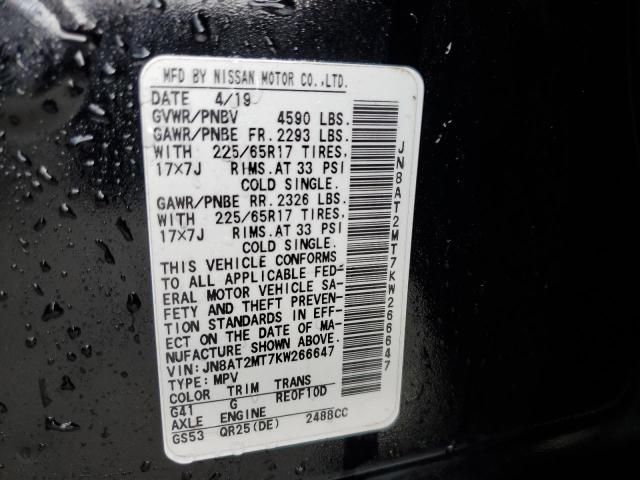 MFD BY NISSAN MOTOR CO.,LTD.
DATE 4/19
GVWR/PNBV 4590 LBS.
GAWR/PNBE FR. 2293 LBS.
WITH 225/65R17 TIRES,
17×7J RIMS.AT 33 PSI
COLD SINGLE.
GAWR/PNBE RR. 2326 LBS.
WITH 225/65R17 TIRES,
17×7J RIMS.AT 33 PSI
COLD SINGLE.
THIS VEHICLE CONFORMS
TO ALL APPLICABLE FED-
ERAL MOTOR VEHICLE SA-
FETY AND THEFT PREVEN-
TION STANDARDS IN EFF-
ECT ON THE DATE OF MA-
NUFACTURE SHOWN ABOVE.
VIN: JN8AT2MT7KW266647
TYPE: MPV
COLOR TRIM TRANS
G41 G RE0F10D
AXLE ENGINE
GS53 QR25(DE) 2488CC
JN8AT2MT7KW266647